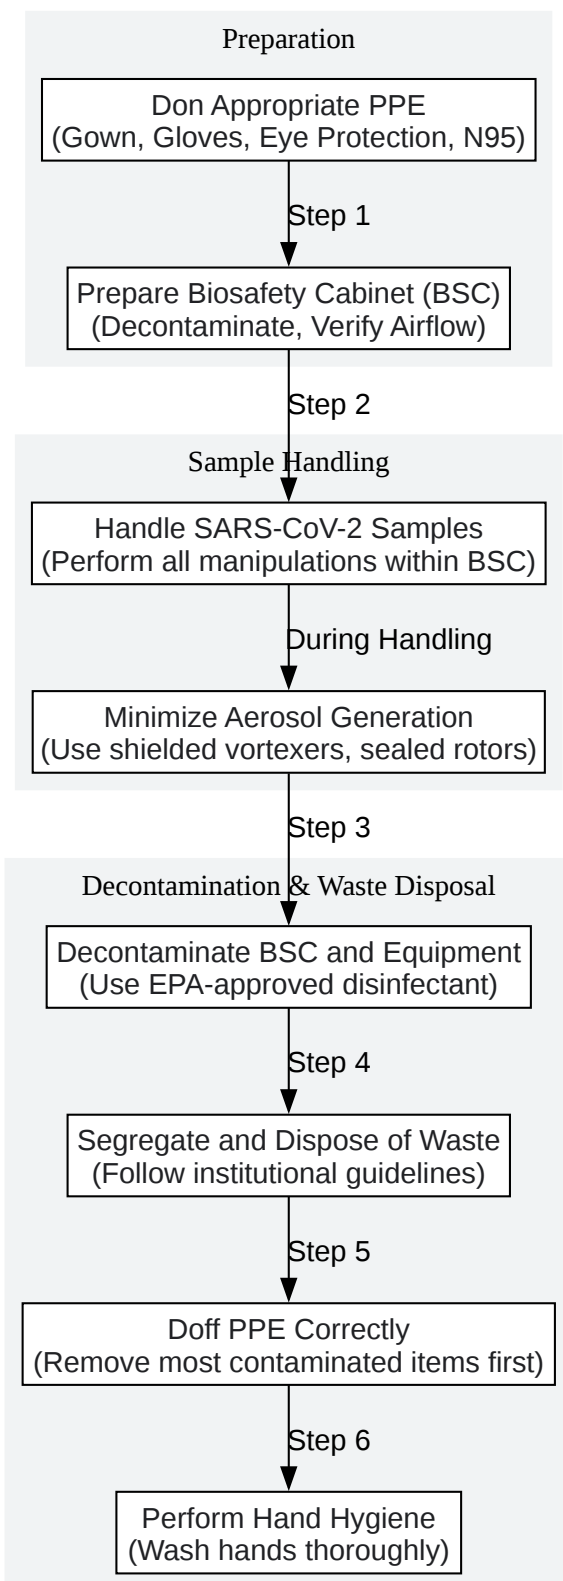 Preparation
Don Appropriate PPE
(Gown, Gloves, Eye Protection, N95)
Step 1
Prepare Biosafety Cabinet (BSC)
(Decontaminate, Verify Airflow)
Step 2
Sample Handling
Handle SARS-CoV-2 Samples
(Perform all manipulations within BSC)
During Handling
Minimize Aerosol Generation
(Use shielded vortexers, sealed rotors)
Step 3
Decontamination & Waste Disposal
Decontaminate BSC and Equipment
(Use EPA-approved disinfectant)
Step 4
Segregate and Dispose of Waste
(Follow institutional guidelines)
Step 5
Doff PPE Correctly
(Remove most contaminated items first)
Step 6
Perform Hand Hygiene
(Wash hands thoroughly)